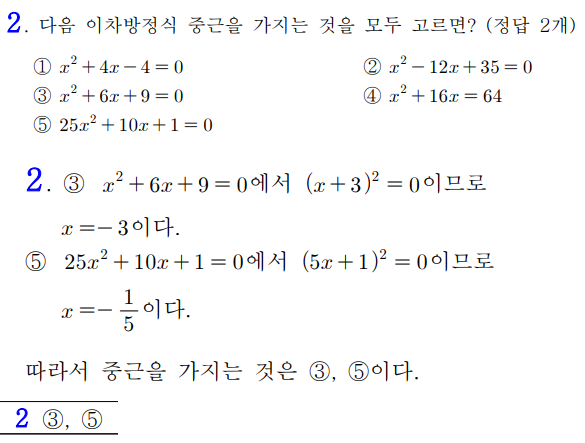 2. 다음 이차방정식 중근을 가지는 것을 모두 고르면? (정답 2개)
① x² + 4x − 4 = 0 ② x² − 12x + 35 = 0
③ x² + 6x + 9 = 0 ④ x² + 16x = 64
⑤ 25x² + 10x + 1 = 0
2. ③ x² + 6x + 9 = 0에서 (x + 3)² = 0이므로
x = − 3이다.
⑤ 25x² + 10x + 1 = 0에서 (5x + 1)² = 0이므로
x = − 1/5 이다.
따라서 중근을 가지는 것은 ③, ⑤이다.
2 ③, ⑤